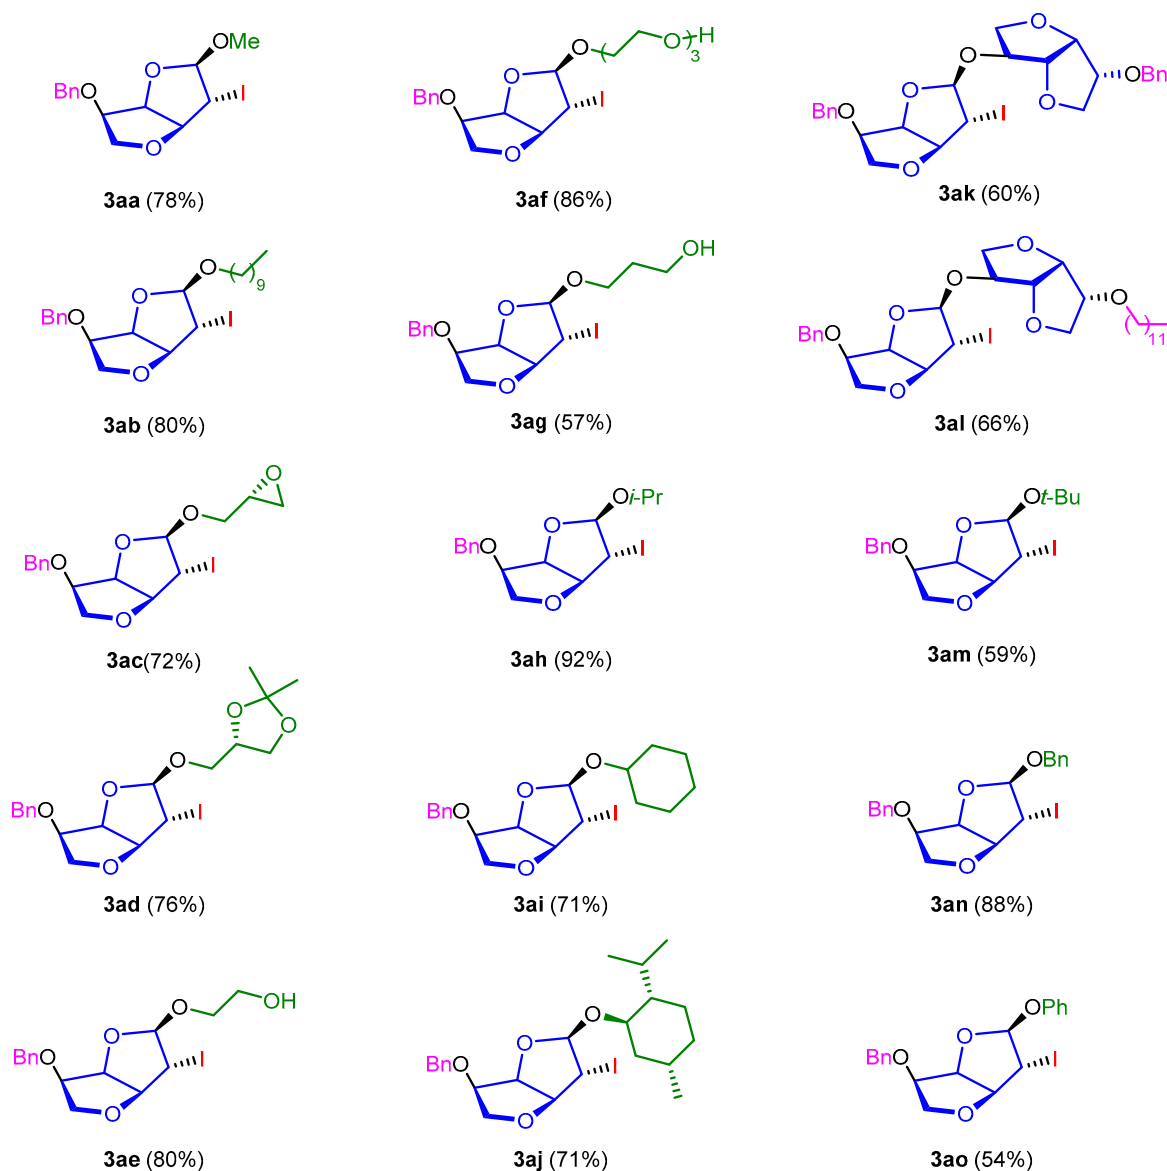 OMe
O
BnO
I
O
3aa (78%)
O
O
3
H
O
BnO
I
O
3af (86%)
O
O
O
OBn
O
O
BnO
I
O
3ak (60%)
O
9
O
BnO
I
O
3ab (80%)
OH
O
O
BnO
I
O
3ag (57%)
O
O
O
O
11
O
BnO
I
O
3al (66%)
O
O
O
BnO
I
O
3ac(72%)
Oi-Pr
O
BnO
I
O
3ah (92%)
Ot-Bu
O
BnO
I
O
3am (59%)
O
O
O
O
BnO
I
O
3ad (76%)
O
O
BnO
I
O
3ai (71%)
OBn
O
BnO
I
O
3an (88%)
OH
O
O
BnO
I
O
3ae (80%)
O
O
BnO
I
O
3aj (71%)
OPh
O
BnO
I
O
3ao (54%)